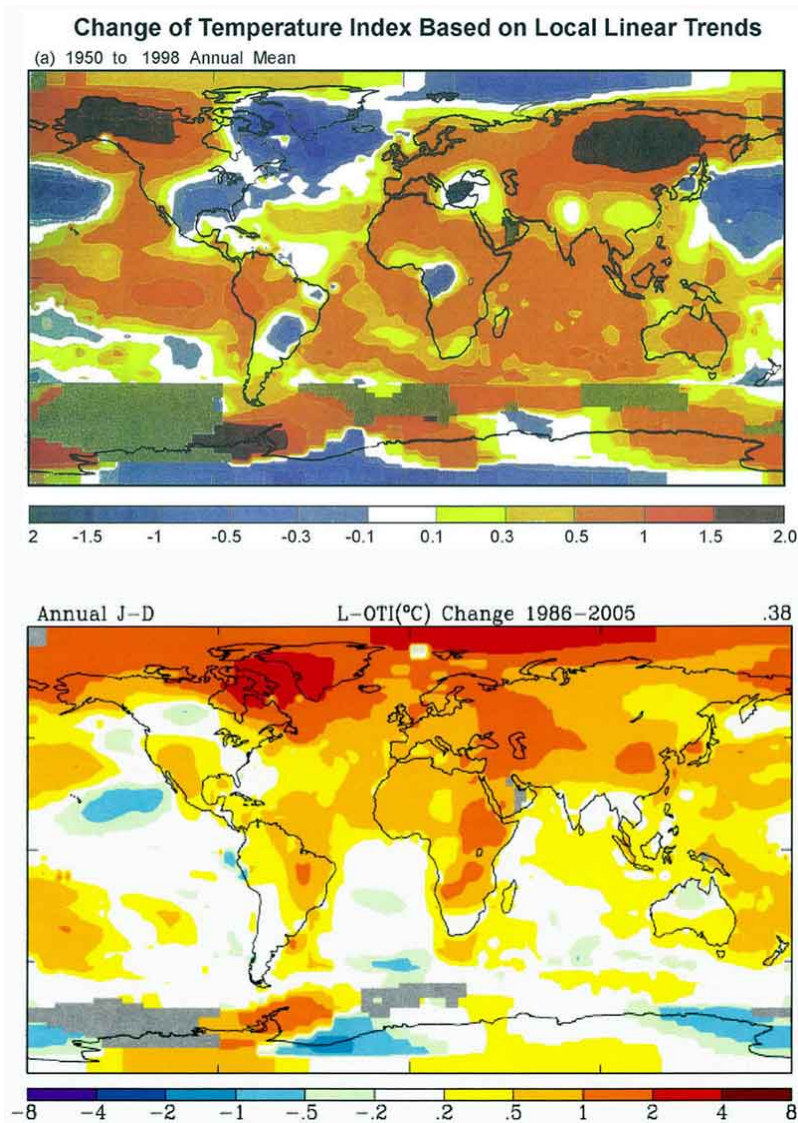 Change of Temperature Index Based on Local Linear Trends
(a) 1950 to 1998 Annual Mean
2 -1.5 -1 -0.5 -0.3 -0.1 0.1 0.3 0.5 1 1.5 2.0
Annual J-D L-OTI(°C) Change 1986-2005 .38
-8 -4 -2 -1 -.5 -.2 .2 .5 1 2 4 8